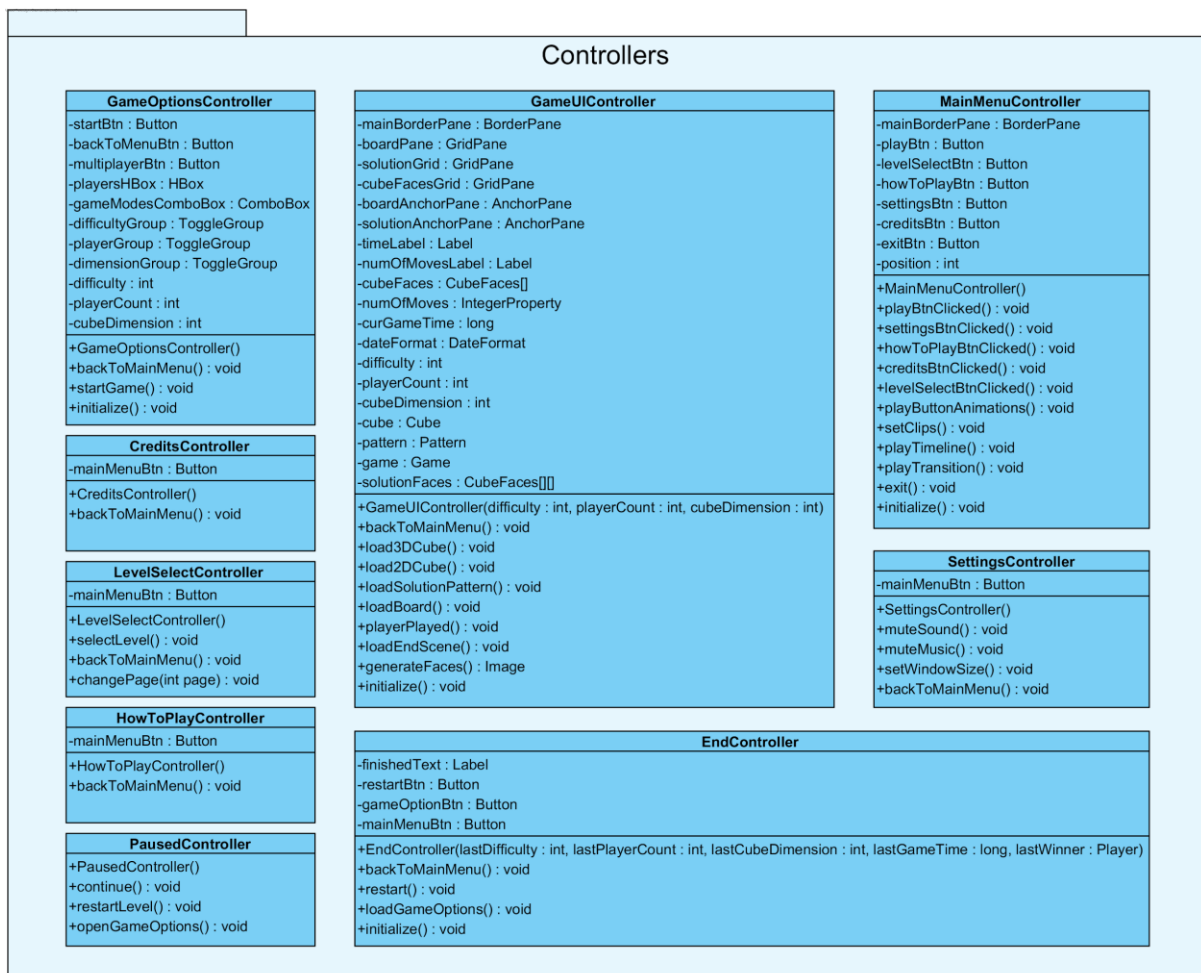 Controllers
GameOptionsController
-startBtn : Button
-backToMenuBtn : Button
-multiplayerBtn : Button
-playersHBox : HBox
-gameModesComboBox : ComboBox
-difficultyGroup : ToggleGroup
-playerGroup : ToggleGroup
-dimensionGroup : ToggleGroup
-difficulty : int
-playerCount : int
-cubeDimension : int
+GameOptionsController()
+backToMainMenu() : void
+startGame() : void
+initialize() : void
CreditsController
-mainMenuBtn : Button
+CreditsController()
+backToMainMenu() : void
LevelSelectController
-mainMenuBtn : Button
+LevelSelectController()
+selectLevel() : void
+backToMainMenu() : void
+changePage(int page) : void
HowToPlayController
-mainMenuBtn : Button
+HowToPlayController()
+backToMainMenu() : void
PausedController
+PausedController()
+continue() : void
+restartLevel() : void
+openGameOptions() : void
GameUIController
-mainBorderPane : BorderPane
-boardPane : GridPane
-solutionGrid : GridPane
-cubeFacesGrid : GridPane
-boardAnchorPane : AnchorPane
-solutionAnchorPane : AnchorPane
-timeLabel : Label
-numOfMovesLabel : Label
-cubeFaces : CubeFaces[]
-numOfMoves : IntegerProperty
-curGameTime : long
-dateFormat : DateFormat
-difficulty : int
-playerCount : int
-cubeDimension : int
-cube : Cube
-pattern : Pattern
-game : Game
-solutionFaces : CubeFaces[][]
+GameUIController(difficulty : int, playerCount : int, cubeDimension : int)
+backToMainMenu() : void
+load3DCube() : void
+load2DCube() : void
+loadSolutionPattern() : void
+loadBoard() : void
+playerPlayed() : void
+loadEndScene() : void
+generateFaces() : Image
+initialize() : void
MainMenuController
-mainBorderPane : BorderPane
-playBtn : Button
-levelSelectBtn : Button
-howToPlayBtn : Button
-settingsBtn : Button
-creditsBtn : Button
-exitBtn : Button
-position : int
+MainMenuController()
+playBtnClicked() : void
+settingsBtnClicked() : void
+howToPlayBtnClicked() : void
+creditsBtnClicked() : void
+levelSelectBtnClicked() : void
+playButtonAnimations() : void
+setClips() : void
+playTimeline() : void
+playTransition() : void
+exit() : void
+initialize() : void
SettingsController
-mainMenuBtn : Button
+SettingsController()
+muteSound() : void
+muteMusic() : void
+setWindowSize() : void
+backToMainMenu() : void
EndController
-finishedText : Label
-restartBtn : Button
-gameOptionBtn : Button
-mainMenuBtn : Button
+EndController(lastDifficulty : int, lastPlayerCount : int, lastCubeDimension : int, lastGameTime : long, lastWinner : Player)
+backToMainMenu() : void
+restart() : void
+loadGameOptions() : void
+initialize() : void